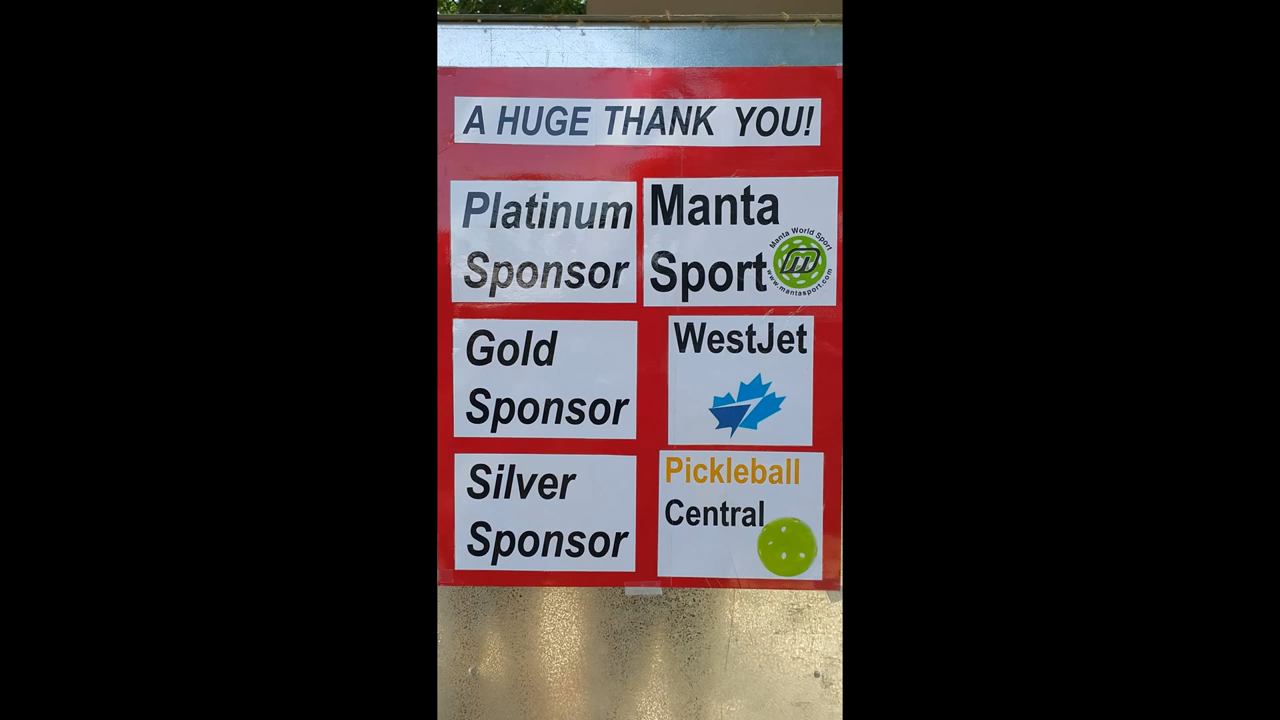 A HUGE THANK YOU!
Platinum
Sponsor
Manta
Sport
Manta World Sport
www.mantasport.com
Gold
Sponsor
WestJet
Silver
Sponsor
Pickleball
Central